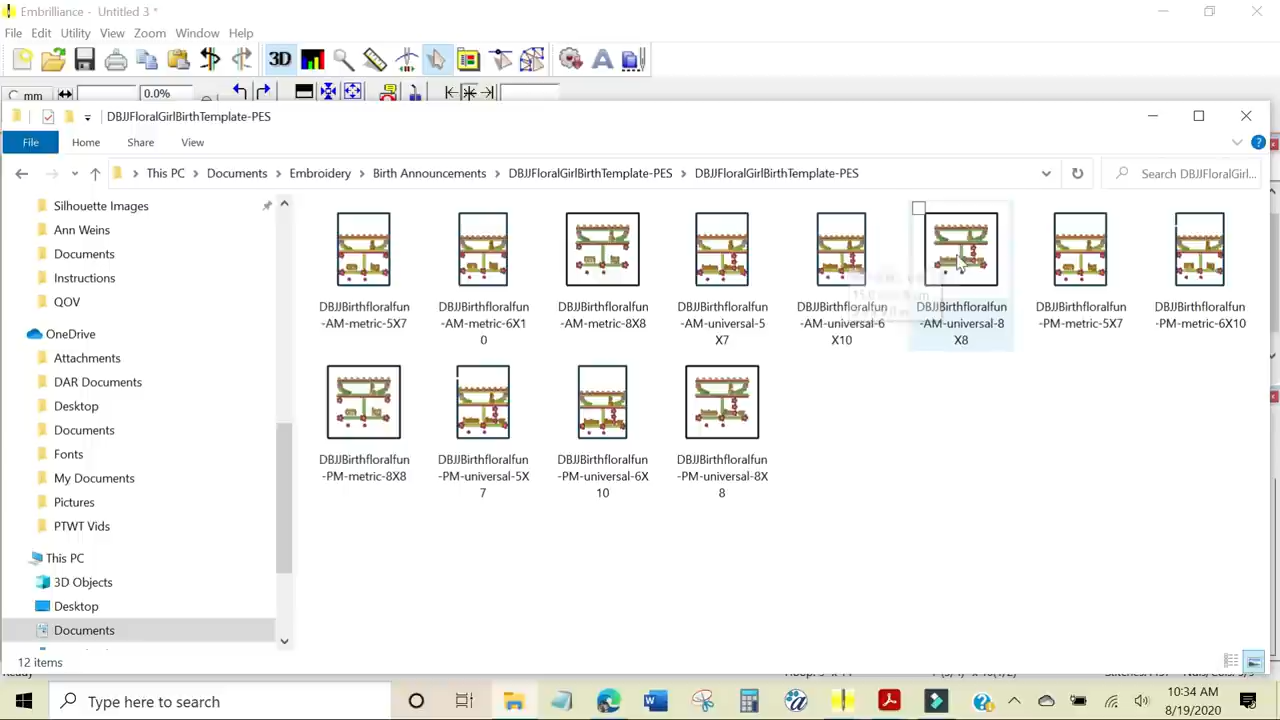 Embrilliance - Untitled 3 *
File Edit Utility View Zoom Window Help
3D
mm 0.0%
DBJJFloralGirlBirthTemplate-PES
File Home Share View
This PC Documents Embroidery Birth Announcements DBJJFloralGirlBirthTemplate-PES DBJJFloralGirlBirthTemplate-PES Search DBJJFloralGirl...
Silhouette Images
Ann Weins
Documents
Instructions
QOV
OneDrive
Attachments
DAR Documents
Desktop
Documents
Fonts
My Documents
Pictures
PTWT Vids
This PC
3D Objects
Desktop
Documents
DBJJBirthfloralfun
-AM-metric-5X7
DBJJBirthfloralfun
-AM-metric-6X1
0
DBJJBirthfloralfun
-AM-metric-8X8
DBJJBirthfloralfun
-AM-universal-5
X7
DBJJBirthfloralfun
-AM-universal-6
X10
DBJJBirthfloralfun
-AM-universal-8
X8
DBJJBirthfloralfun
-PM-metric-5X7
DBJJBirthfloralfun
-PM-metric-6X10
DBJJBirthfloralfun
-PM-metric-8X8
DBJJBirthfloralfun
-PM-universal-5X
7
DBJJBirthfloralfun
-PM-universal-6X
10
DBJJBirthfloralfun
-PM-universal-8X
8
12 items
Type here to search
10:34 AM
8/19/2020